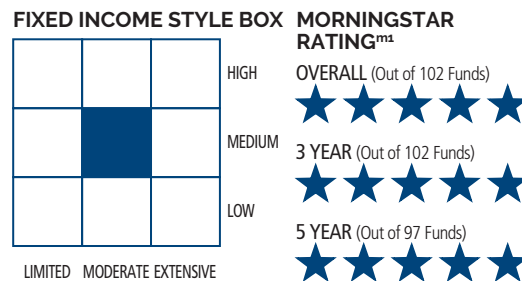 FIXED INCOME STYLE BOX
HIGH
MEDIUM
LOW
LIMITED MODERATE EXTENSIVE
MORNINGSTAR
RATINGᵐ¹
OVERALL (Out of 102 Funds)
3 YEAR (Out of 102 Funds)
5 YEAR (Out of 97 Funds)